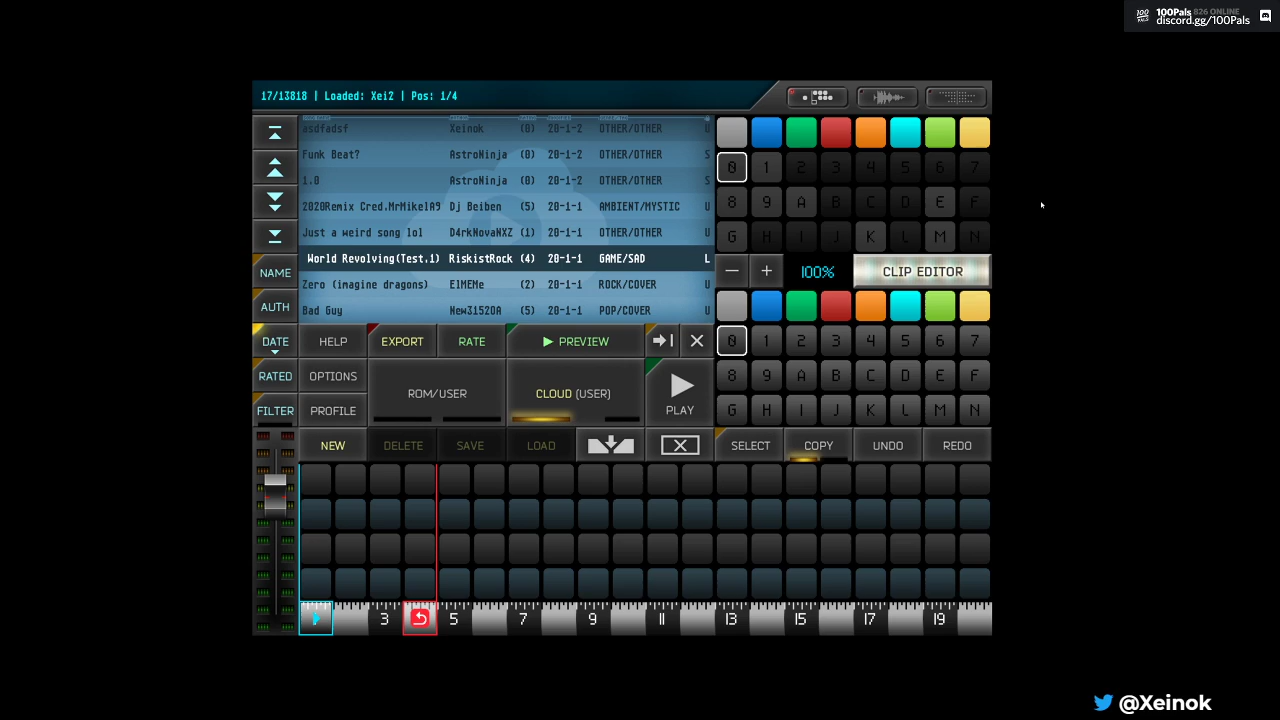 100Pals 826 ONLINE
discord.gg/100Pals
17/13818 | Loaded: Xei2 | Pos: 1/4
asdfadsf Xeinok (0) 20-1-2 OTHER/OTHER U
Funk Beat? AstroNinja (0) 20-1-2 OTHER/OTHER S
1.0 AstroNinja (0) 20-1-2 OTHER/OTHER U
2020Remix Cred.MrMikelA9 Dj Beiben (5) 20-1-1 AMBIENT/MYSTIC U
Just a weird song lol D4rkNovaNXZ (1) 20-1-1 OTHER/OTHER U
World Revolving(Test.1) RiskistRock (4) 20-1-1 GAME/SAD L
Zero (imagine dragons) ElMEMe (2) 20-1-1 ROCK/COVER U
Bad Guy New3152OA (5) 20-1-1 POP/COVER U
0 1 2 3 4 5 6 7
8 9 A B C D E F
G H I J K L M N
− + 100% CLIP EDITOR
0 1 2 3 4 5 6 7
8 9 A B C D E F
G H I J K L M N
NAME
AUTH
DATE HELP EXPORT RATE PREVIEW
RATED OPTIONS
ROM/USER CLOUD (USER) PLAY
FILTER PROFILE
NEW DELETE SAVE LOAD SELECT COPY UNDO REDO
3 5 7 9 11 13 15 17 19
@Xeinok